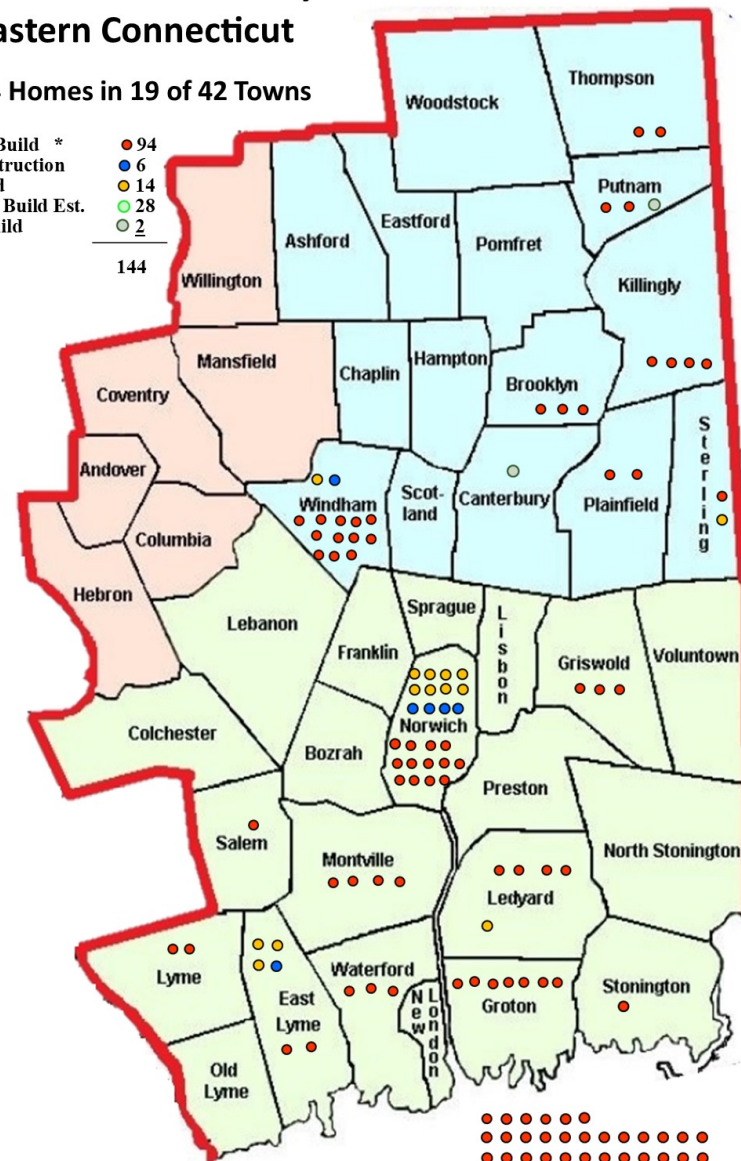 astern Connecticut
Homes in 19 of 42 Towns
Build * 94
truction 6
14
Build Est. 28
ild 2
144
Woodstock
Thompson
Putnam
Eastford
Ashford
Pomfret
Willington
Killingly
Mansfield
Hampton
Chaplin
Brooklyn
Coventry
Sterling
Andover
Windham
Scot-
land
Canterbury
Plainfield
Columbia
Hebron
Sprague
Lisbon
Lebanon
Franklin
Griswold
Voluntown
Norwich
Colchester
Bozrah
Preston
Salem
North Stonington
Montville
Ledyard
Lyme
Waterford
Stonington
East
Lyme
New
London
Groton
Old
Lyme